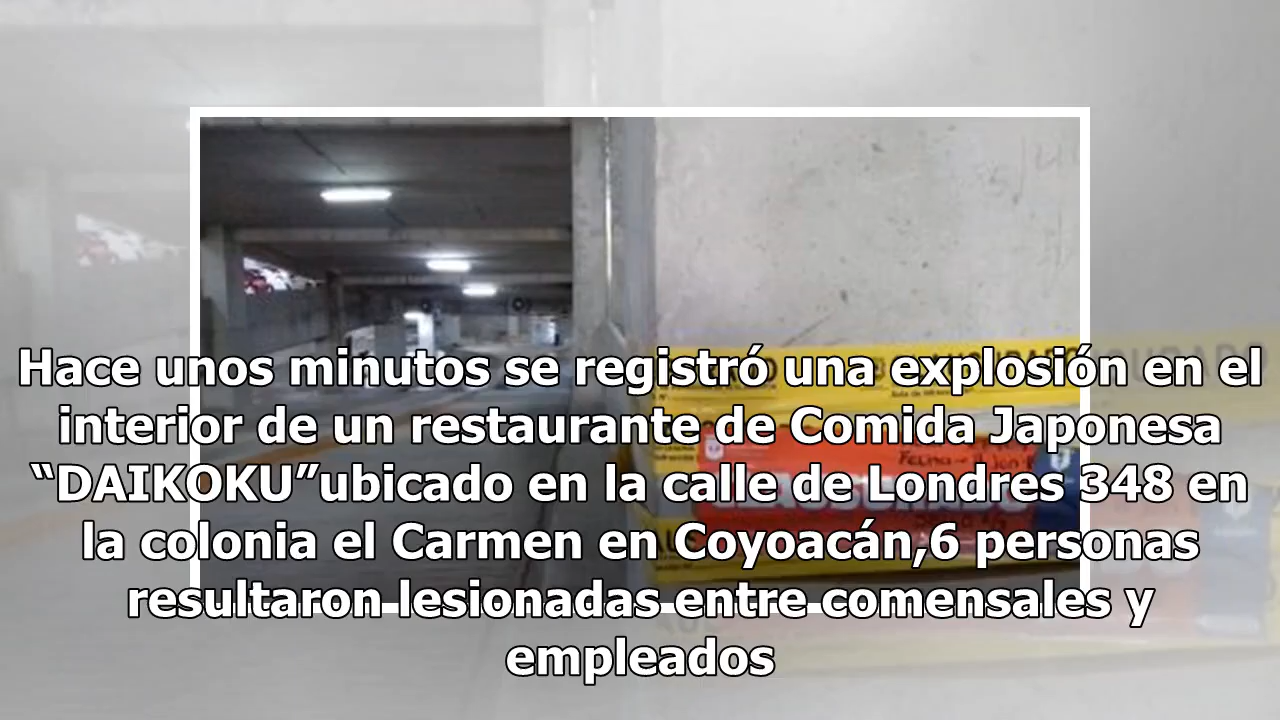 Hace unos minutos se registró una explosión en el
interior de un restaurante de Comida Japonesa
“DAIKOKU”ubicado en la calle de Londres 348 en
la colonia el Carmen en Coyoacán,6 personas
resultaron lesionadas entre comensales y
empleados